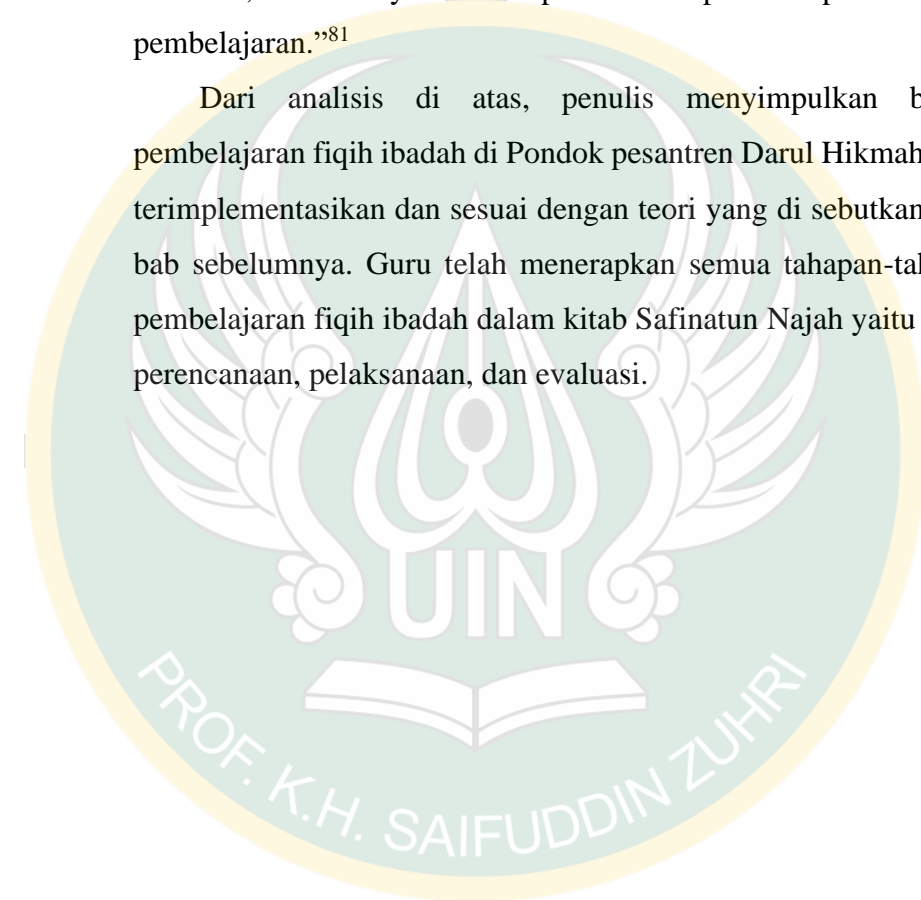 pembelajaran.”81
Dari analisis di atas, penulis menyimpulkan
pembelajaran fiqih ibadah di Pondok pesantren Darul Hikmah
terimplementasikan dan sesuai dengan teori yang di sebutkan
bab sebelumnya. Guru telah menerapkan semua tahapan-
pembelajaran fiqih ibadah dalam kitab Safinatun Najah yaitu
perencanaan, pelaksanaan, dan evaluasi.
UIN
PROF. K.H. SAIFUDDIN ZUHRI